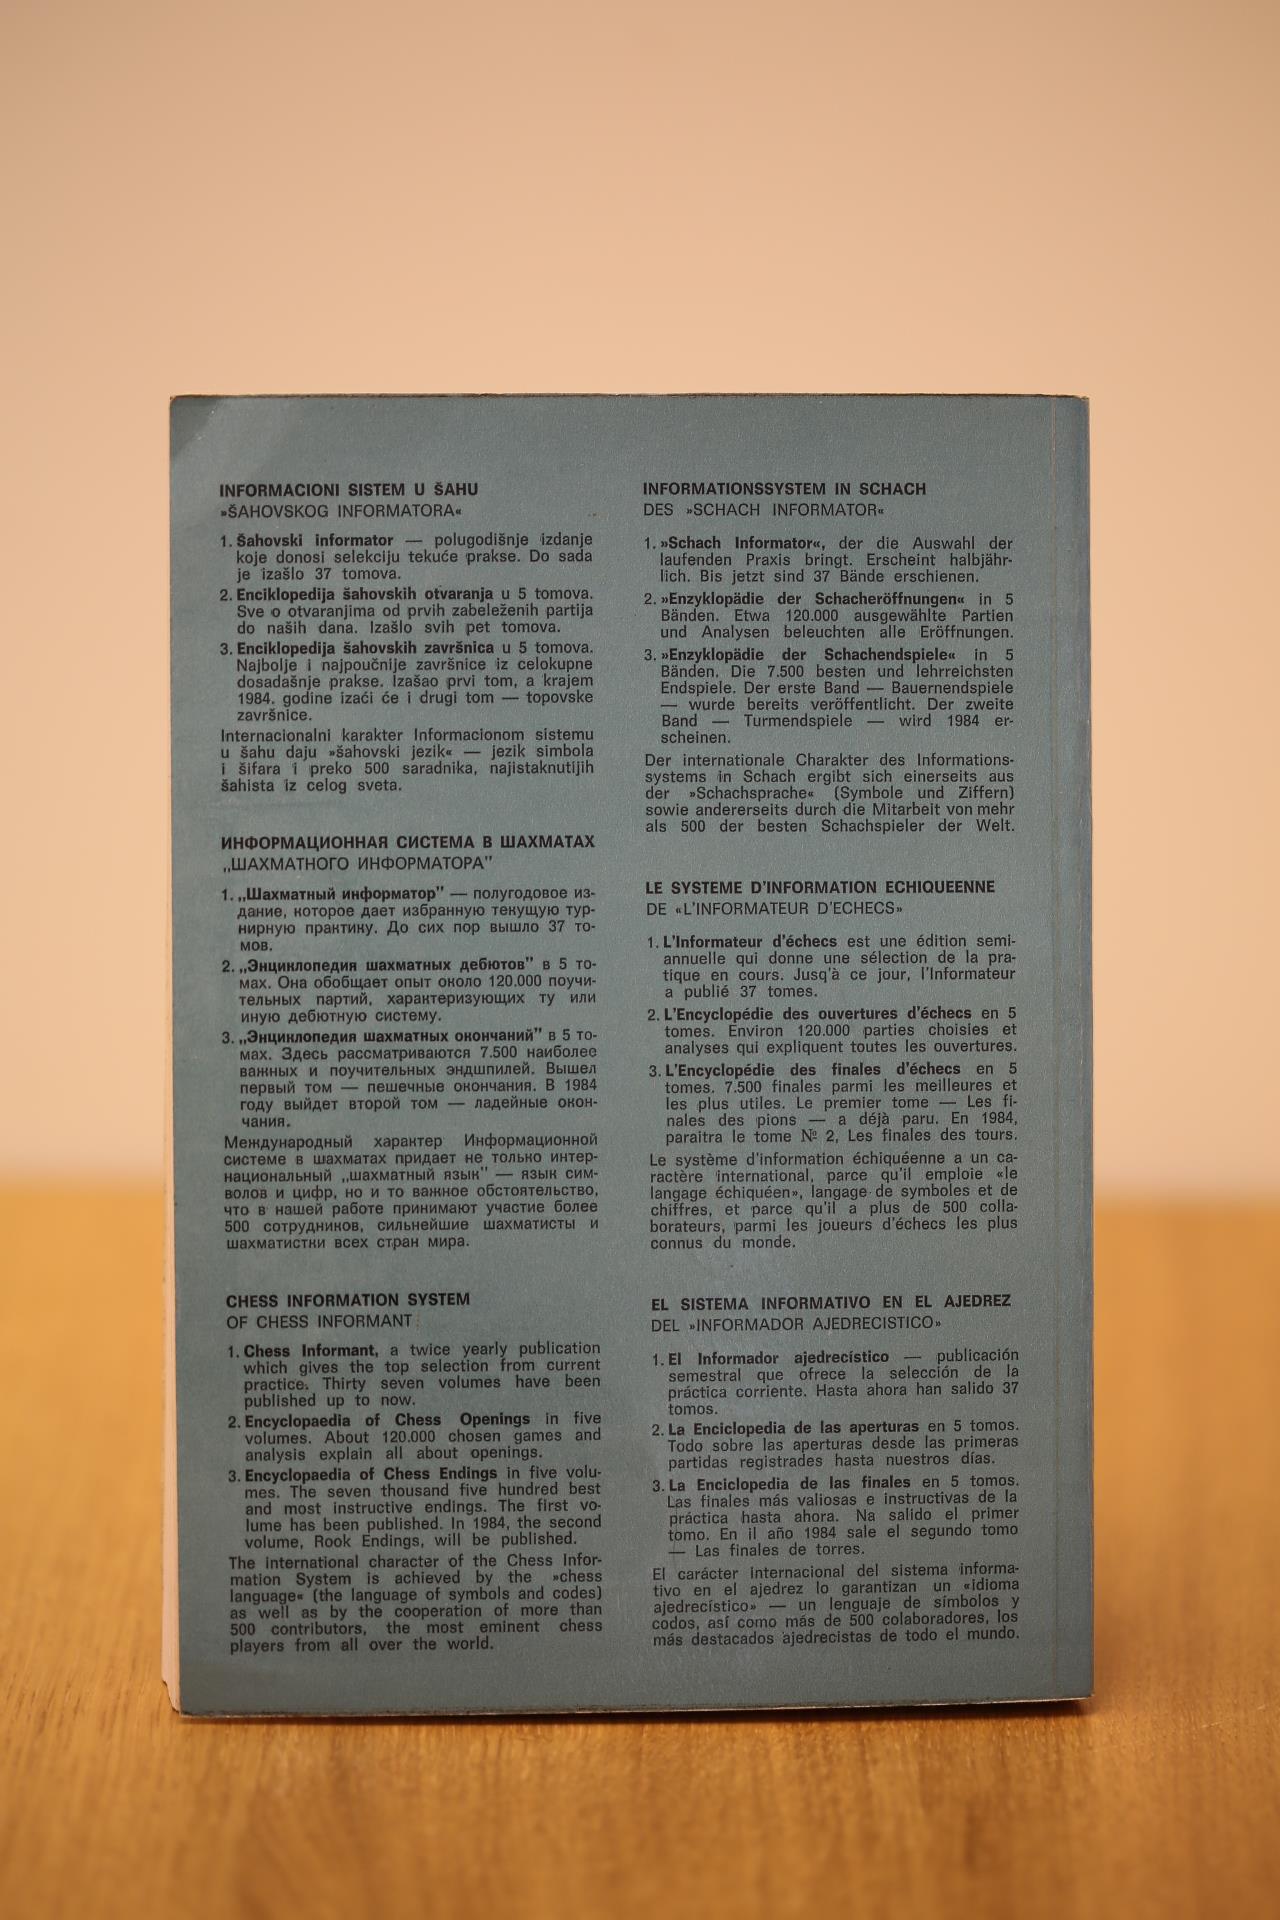 INFORMACIONI SISTEM U ŠAHU
»ŠAHOVSKOG INFORMATORA«
1. Šahovski informator — polugodišnje izdanje
koje donosi selekciju tekuće prakse. Do sada
je izašlo 37 tomova.
2. Enciklopedija šahovskih otvaranja u 5 tomova.
Sve o otvaranjima od prvih zabeleženih partija
do naših dana. Izašlo svih pet tomova.
3. Enciklopedija šahovskih završnica u 5 tomova.
Najbolje i najpoučnije završnice iz celokupne
dosadašnje prakse. Izašao prvi tom, a krajem
1984. godine izaći će i drugi tom — topovske
završnice.
Internacionalni karakter Informacionom sistemu
u šahu daju »šahovski jezik« — jezik simbola
i šifara i preko 500 saradnika, najistaknutijih
šahista iz celog sveta.
ИНФОРМАЦИОННАЯ СИСТЕМА В ШАХМАТАХ
„ШАХМАТНОГО ИНФОРМАТОРА"
1. „Шахматный информатор" — полугодовое из-
дание, которое дает избранную текущую тур-
нирную практику. До сих пор вышло 37 то-
мов.
2. „Энциклопедия шахматных дебютов" в 5 то-
мах. Она обобщает опыт около 120.000 поучи-
тельных партий, характеризующих ту или
иную дебютную систему.
3. „Энциклопедия шахматных окончаний" в 5 то-
мах. Здесь рассматриваются 7.500 наиболее
важных и поучительных эндшпилей. Вышел
первый том — пешечные окончания. В 1984
году выйдет второй том — ладейные окон-
чания.
Международный характер Информационной
системе в шахматах придает не только интер-
национальный „шахматный язык" — язык сим-
волов и цифр, но и то важное обстоятельство,
что в нашей работе принимают участие более
500 сотрудников, сильнейшие шахматисты и
шахматистки всех стран мира.
CHESS INFORMATION SYSTEM
OF CHESS INFORMANT
1. Chess Informant, a twice yearly publication
which gives the top selection from current
practice. Thirty seven volumes have been
published up to now.
2. Encyclopaedia of Chess Openings in five
volumes. About 120.000 chosen games and
analysis explain all about openings.
3. Encyclopaedia of Chess Endings in five volu-
mes. The seven thousand five hundred best
and most instructive endings. The first vo-
lume has been published. In 1984, the second
volume, Rook Endings, will be published.
The international character of the Chess Infor-
mation System is achieved by the »chess
language« (the language of symbols and codes)
as well as by the cooperation of more than
500 contributors, the most eminent chess
players from all over the world.
INFORMATIONSSYSTEM IN SCHACH
DES »SCHACH INFORMATOR«
1. »Schach Informator«, der die Auswahl der
laufenden Praxis bringt. Erscheint halbjähr-
lich. Bis jetzt sind 37 Bände erschienen.
2. »Enzyklopädie der Schacheröffnungen« in 5
Bänden. Etwa 120.000 ausgewählte Partien
und Analysen beleuchten alle Eröffnungen.
3. »Enzyklopädie der Schachendspiele« in 5
Bänden. Die 7.500 besten und lehrreichsten
Endspiele. Der erste Band — Bauernendspiele
— wurde bereits veröffentlicht. Der zweite
Band — Turmendspiele — wird 1984 er-
scheinen.
Der internationale Charakter des Informations-
systems in Schach ergibt sich einerseits aus
der »Schachsprache« (Symbole und Ziffern)
sowie andererseits durch die Mitarbeit von mehr
als 500 der besten Schachspieler der Welt.
LE SYSTEME D'INFORMATION ECHIQUEENNE
DE «L'INFORMATEUR D'ECHECS»
1. L'Informateur d'échecs est une édition semi-
annuelle qui donne une sélection de la pra-
tique en cours. Jusq'à ce jour, l'Informateur
a publié 37 tomes.
2. L'Encyclopédie des ouvertures d'échecs en 5
tomes. Environ 120.000 parties choisies et
analyses qui expliquent toutes les ouvertures.
3. L'Encyclopédie des finales d'échecs en 5
tomes. 7.500 finales parmi les meilleures et
les plus utiles. Le premier tome — Les fi-
nales des pions — a déjà paru. En 1984,
paraitra le tome № 2, Les finales des tours.
Le système d'information échiquéenne a un ca-
ractère international, parce qu'il emploie «le
langage échiquéen», langage de symboles et de
chiffres, et parce qu'il a plus de 500 colla-
borateurs, parmi les joueurs d'échecs les plus
connus du monde.
EL SISTEMA INFORMATIVO EN EL AJEDREZ
DEL »INFORMADOR AJEDRECISTICO»
1. El Informador ajedrecístico — publicación
semestral que ofrece la selección de la
práctica corriente. Hasta ahora han salido 37
tomos.
2. La Enciclopedia de las aperturas en 5 tomos.
Todo sobre las aperturas desde las primeras
partidas registrades hasta nuestros días.
3. La Enciclopedia de las finales en 5 tomos.
Las finales más valiosas e instructivas de la
práctica hasta ahora. Na salido el primer
tomo. En il año 1984 sale el segundo tomo
— Las finales de torres.
El carácter internacional del sistema informa-
tivo en el ajedrez lo garantizan un «idioma
ajedrecístico» — un lenguaje de símbolos y
codos, así como más de 500 colaboradores, los
más destacados ajedrecistas de todo el mundo.